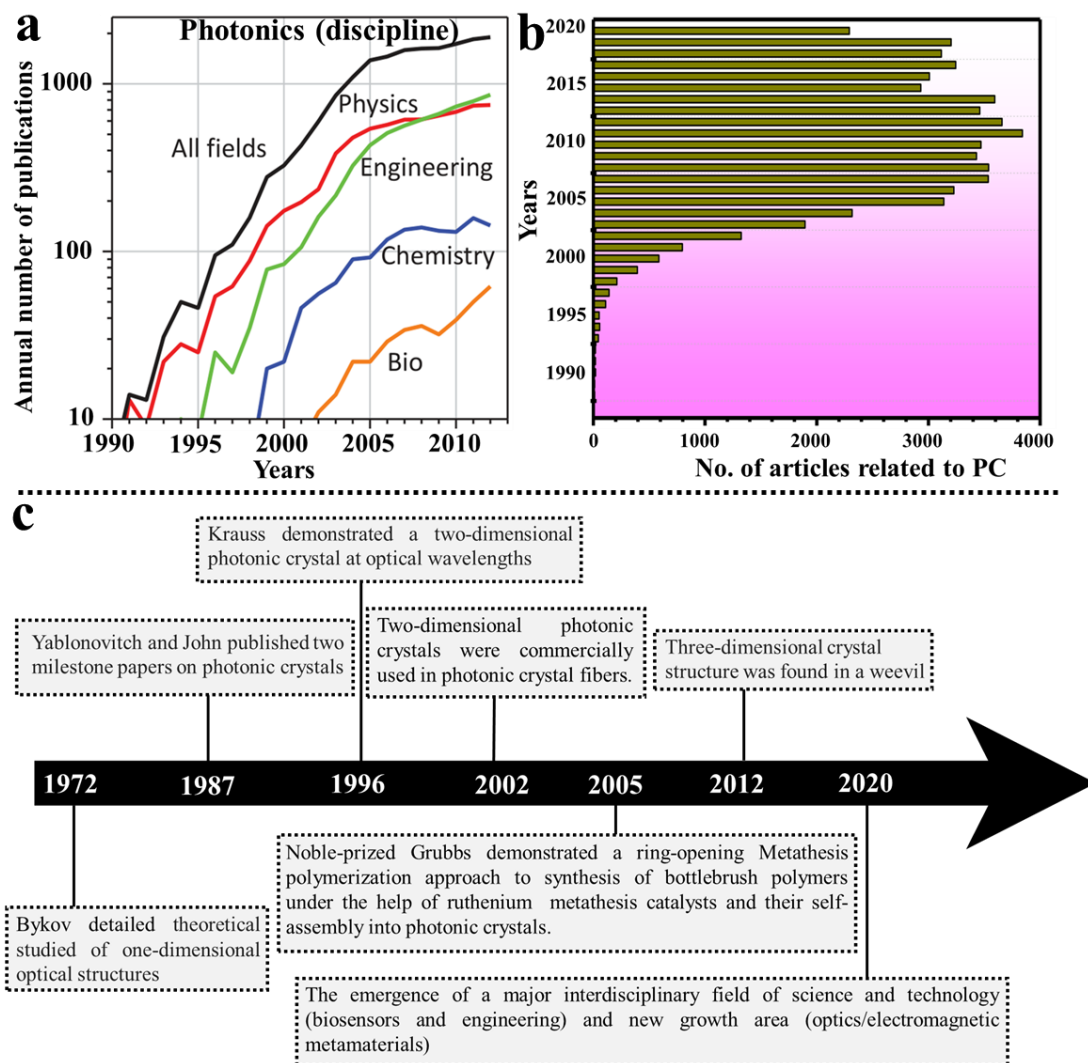 a
Photonics (discipline)
Annual number of publications
1000
100
10
All fields
Physics
Engineering
Chemistry
Bio
1990 1995 2000 2005 2010
Years
b
Years
2020
2015
2010
2005
2000
1995
1990
0 1000 2000 3000 4000
No. of articles related to PC
c
Krauss demonstrated a two-dimensional
photonic crystal at optical wavelengths
Yablonovitch and John published two
milestone papers on photonic crystals
Two-dimensional photonic
crystals were commercially
used in photonic crystal fibers.
Three-dimensional crystal
structure was found in a weevil
1972 1987 1996 2002 2005 2012 2020
Bykov detailed theoretical
studied of one-dimensional
optical structures
Noble-prized Grubbs demonstrated a ring-opening Metathesis
polymerization approach to synthesis of bottlebrush polymers
under the help of ruthenium metathesis catalysts and their self-
assembly into photonic crystals.
The emergence of a major interdisciplinary field of science and technology
(biosensors and engineering) and new growth area (optics/electromagnetic
metamaterials)